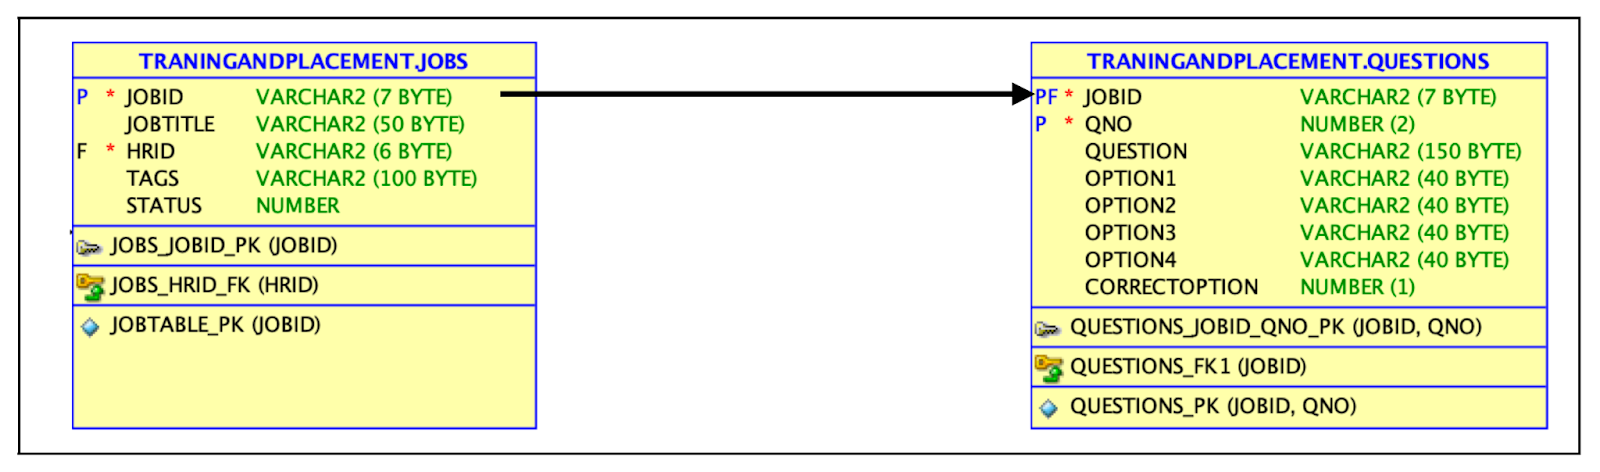 TRANINGANDPLACEMENT.JOBS
P * JOBID VARCHAR2 (7 BYTE)
JOBTITLE VARCHAR2 (50 BYTE)
F * HRID VARCHAR2 (6 BYTE)
TAGS VARCHAR2 (100 BYTE)
STATUS NUMBER
JOBS_JOBID_PK (JOBID)
JOBS_HRID_FK (HRID)
JOBTABLE_PK (JOBID)
TRANINGANDPLACEMENT.QUESTIONS
PF * JOBID VARCHAR2 (7 BYTE)
P * QNO NUMBER (2)
QUESTION VARCHAR2 (150 BYTE)
OPTION1 VARCHAR2 (40 BYTE)
OPTION2 VARCHAR2 (40 BYTE)
OPTION3 VARCHAR2 (40 BYTE)
OPTION4 VARCHAR2 (40 BYTE)
CORRECTOPTION NUMBER (1)
QUESTIONS_JOBID_QNO_PK (JOBID, QNO)
QUESTIONS_FK1 (JOBID)
QUESTIONS_PK (JOBID, QNO)